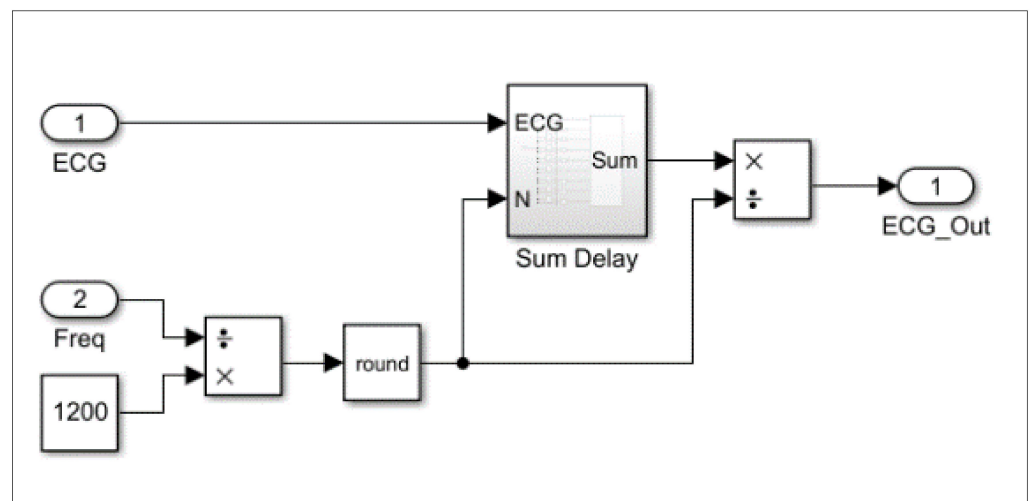 1
ECG
ECG
N
Sum
Sum Delay
×
÷
1
ECG_Out
2
Freq
1200
÷
×
round